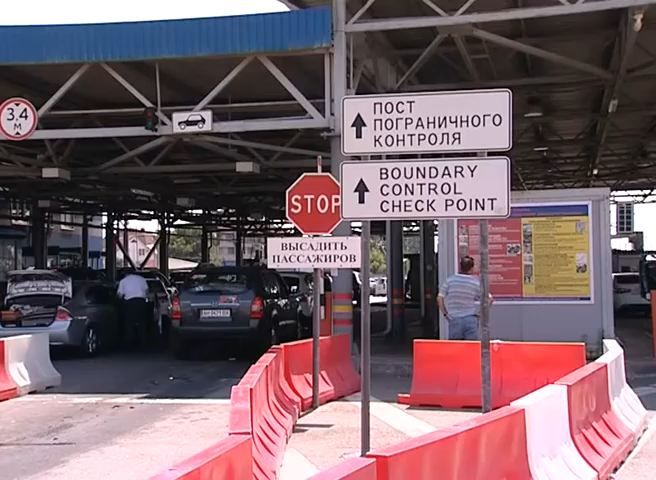 3,4
М
ПОСТ
ПОГРАНИЧНОГО
КОНТРОЛЯ
BOUNDARY
CONTROL
CHECK POINT
STOP
ВЫСАДИТЬ
ПАССАЖИРОВ